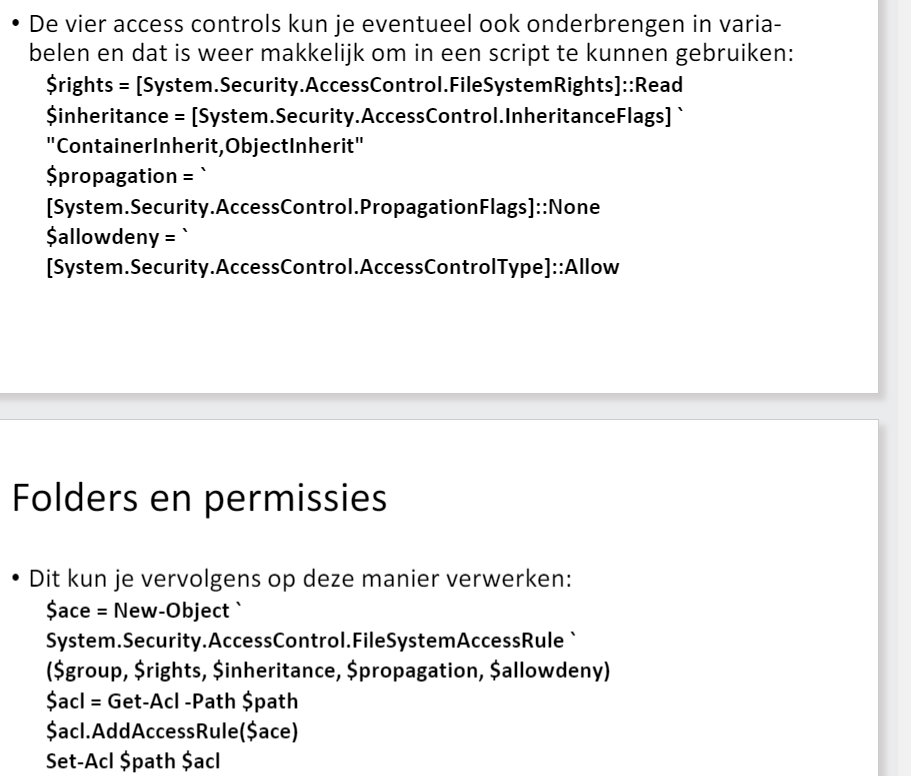 • De vier access controls kun je eventueel ook onderbrengen in varia-
belen en dat is weer makkelijk om in een script te kunnen gebruiken:
$rights = [System.Security.AccessControl.FileSystemRights]::Read
$inheritance = [System.Security.AccessControl.InheritanceFlags] `
"ContainerInherit,ObjectInherit"
$propagation = `
[System.Security.AccessControl.PropagationFlags]::None
$allowdeny = `
[System.Security.AccessControl.AccessControlType]::Allow
Folders en permissies
• Dit kun je vervolgens op deze manier verwerken:
$ace = New-Object `
System.Security.AccessControl.FileSystemAccessRule `
($group, $rights, $inheritance, $propagation, $allowdeny)
$acl = Get-Acl -Path $path
$acl.AddAccessRule($ace)
Set-Acl $path $acl